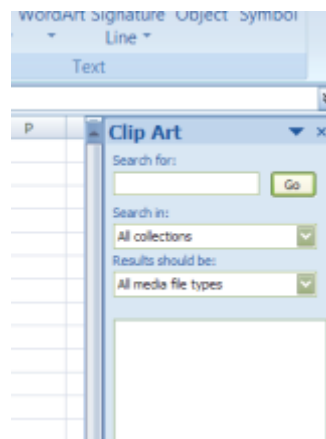 WordArt Signature Object Symbol
Line
Text
P
Clip Art
Search for:
Go
Search in:
All collections
Results should be:
All media file types